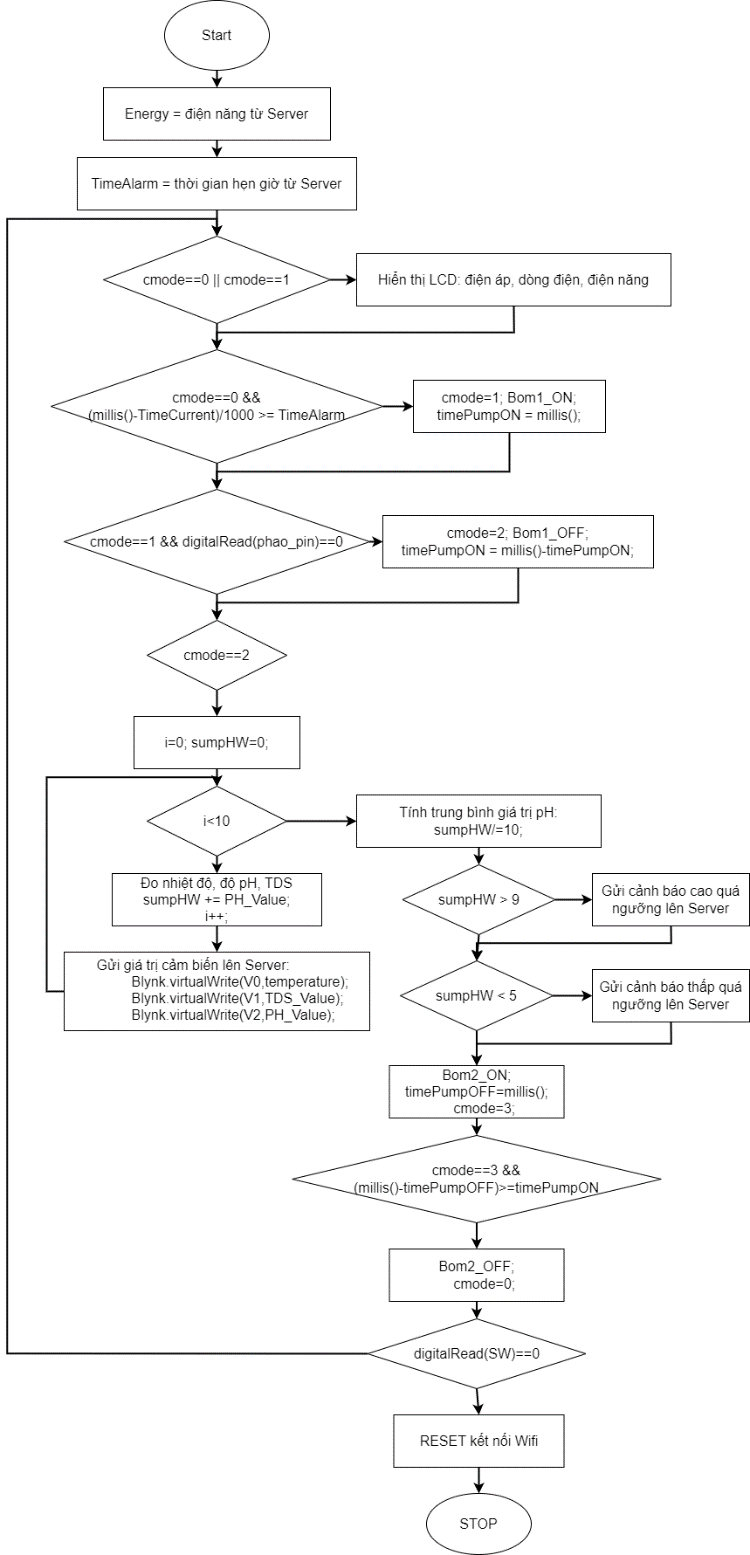 Start
Energy = điện năng từ Server
TimeAlarm = thời gian hẹn giờ từ Server
cmode==0 || cmode==1
Hiển thị LCD: điện áp, dòng điện, điện năng
cmode==0 &&
(millis()-TimeCurrent)/1000 >= TimeAlarm
cmode=1; Bom1_ON;
timePumpON = millis();
cmode==1 && digitalRead(phao_pin)==0
cmode=2; Bom1_OFF;
timePumpON = millis()-timePumpON;
cmode==2
i=0; sumpHW=0;
i<10
Tính trung bình giá trị pH:
sumpHW/=10;
Đo nhiệt độ, độ pH, TDS
sumpHW += PH_Value;
i++;
sumpHW > 9
Gửi cảnh báo cao quá
ngưỡng lên Server
Gửi giá trị cảm biến lên Server:
Blynk.virtualWrite(V0,temperature);
Blynk.virtualWrite(V1,TDS_Value);
Blynk.virtualWrite(V2,PH_Value);
sumpHW < 5
Gửi cảnh báo thấp quá
ngưỡng lên Server
Bom2_ON;
timePumpOFF=millis();
cmode=3;
cmode==3 &&
(millis()-timePumpOFF)>=timePumpON
Bom2_OFF;
cmode=0;
digitalRead(SW)==0
RESET kết nối Wifi
STOP